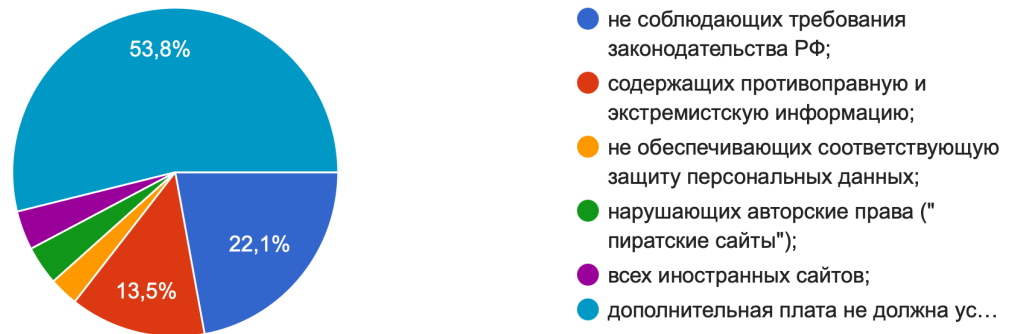 53,8%
22,1%
13,5%
не соблюдающих требования
законодательства РФ;
содержащих противоправную и
экстремистскую информацию;
не обеспечивающих соответствующую
защиту персональных данных;
нарушающих авторские права ("
пиратские сайты");
всех иностранных сайтов;
дополнительная плата не должна ус…